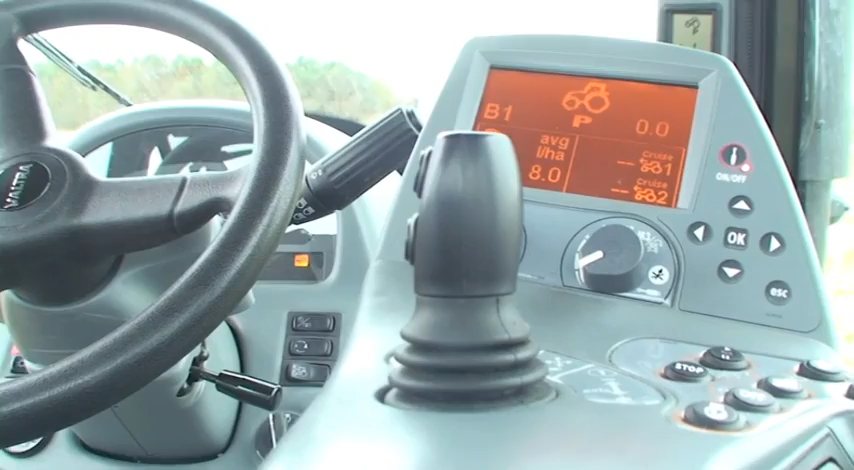 VALTRA
B1
P
0.0
avg
l/ha
8.0
Cruise
1
Cruise
2
ON/OFF
OK
esc
STOP